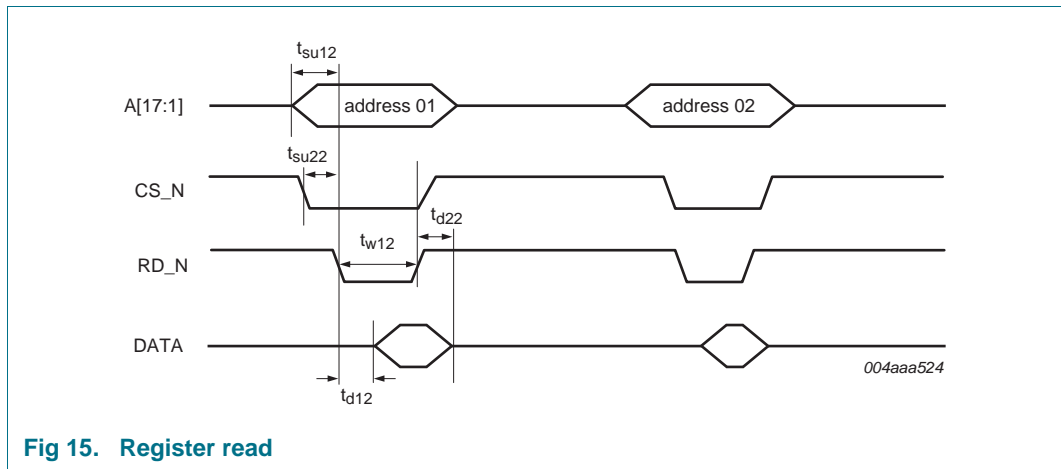 tsu12
A[17:1]
address 01
address 02
tsu22
CS_N
td22
tw12
RD_N
DATA
004aaa524
td12
Fig 15. Register read